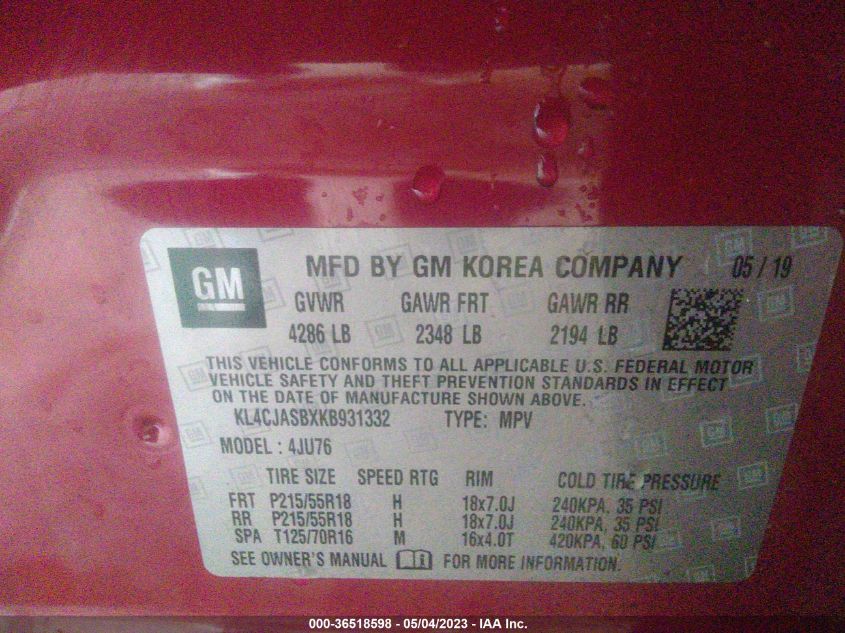 GM MFD BY GM KOREA COMPANY 05 / 19
GVWR GAWR FRT GAWR RR
4286 LB 2348 LB 2194 LB
THIS VEHICLE CONFORMS TO ALL APPLICABLE U.S. FEDERAL MOTOR
VEHICLE SAFETY AND THEFT PREVENTION STANDARDS IN EFFECT
ON THE DATE OF MANUFACTURE SHOWN ABOVE.
KL4CJASBXKB931332 TYPE: MPV
MODEL : 4JU76
TIRE SIZE SPEED RTG RIM COLD TIRE PRESSURE
FRT P215/55R18 H 18x7.0J 240KPA, 35 PSI
RR P215/55R18 H 18x7.0J 240KPA, 35 PSI
SPA T125/70R16 M 16x4.0T 420KPA, 60 PSI
SEE OWNER'S MANUAL FOR MORE INFORMATION.
000-36518598 - 05/04/2023 - IAA Inc.